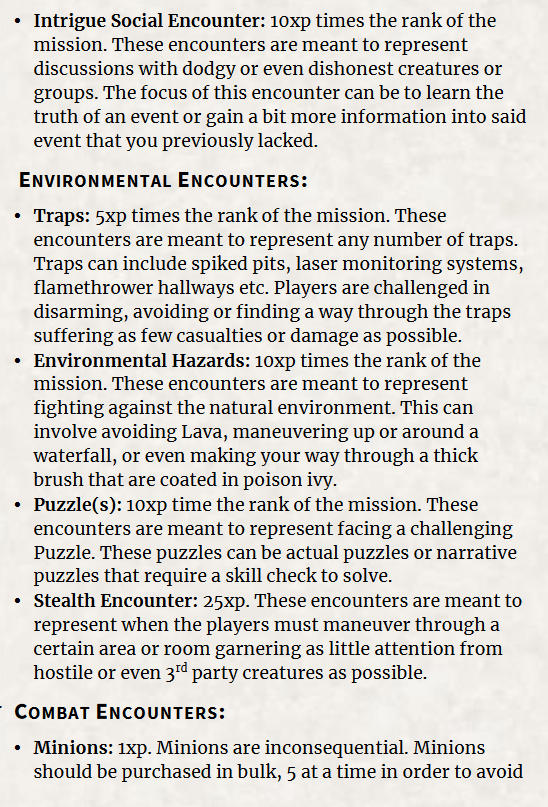 • Intrigue Social Encounter: 10xp times the rank of the
mission. These encounters are meant to represent
discussions with dodgy or even dishonest creatures or
groups. The focus of this encounter can be to learn the
truth of an event or gain a bit more information into said
event that you previously lacked.
ENVIRONMENTAL ENCOUNTERS:
• Traps: 5xp times the rank of the mission. These
encounters are meant to represent any number of traps.
Traps can include spiked pits, laser monitoring systems,
flamethrower hallways etc. Players are challenged in
disarming, avoiding or finding a way through the traps
suffering as few casualties or damage as possible.
• Environmental Hazards: 10xp times the rank of the
mission. These encounters are meant to represent
fighting against the natural environment. This can
involve avoiding Lava, maneuvering up or around a
waterfall, or even making your way through a thick
brush that are coated in poison ivy.
• Puzzle(s): 10xp time the rank of the mission. These
encounters are meant to represent facing a challenging
Puzzle. These puzzles can be actual puzzles or narrative
puzzles that require a skill check to solve.
• Stealth Encounter: 25xp. These encounters are meant to
represent when the players must maneuver through a
certain area or room garnering as little attention from
hostile or even 3rd party creatures as possible.
COMBAT ENCOUNTERS:
• Minions: 1xp. Minions are inconsequential. Minions
should be purchased in bulk, 5 at a time in order to avoid